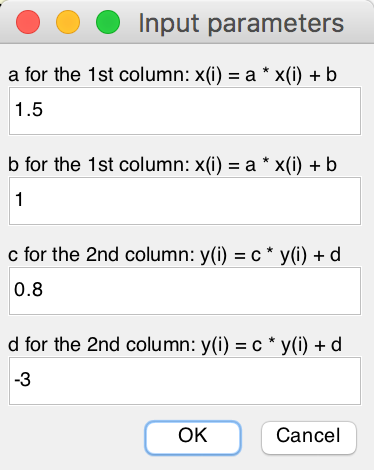 Input parameters
a for the 1st column: x(i) = a * x(i) + b
1.5
b for the 1st column: x(i) = a * x(i) + b
1
c for the 2nd column: y(i) = c * y(i) + d
0.8
d for the 2nd column: y(i) = c * y(i) + d
-3
OK Cancel